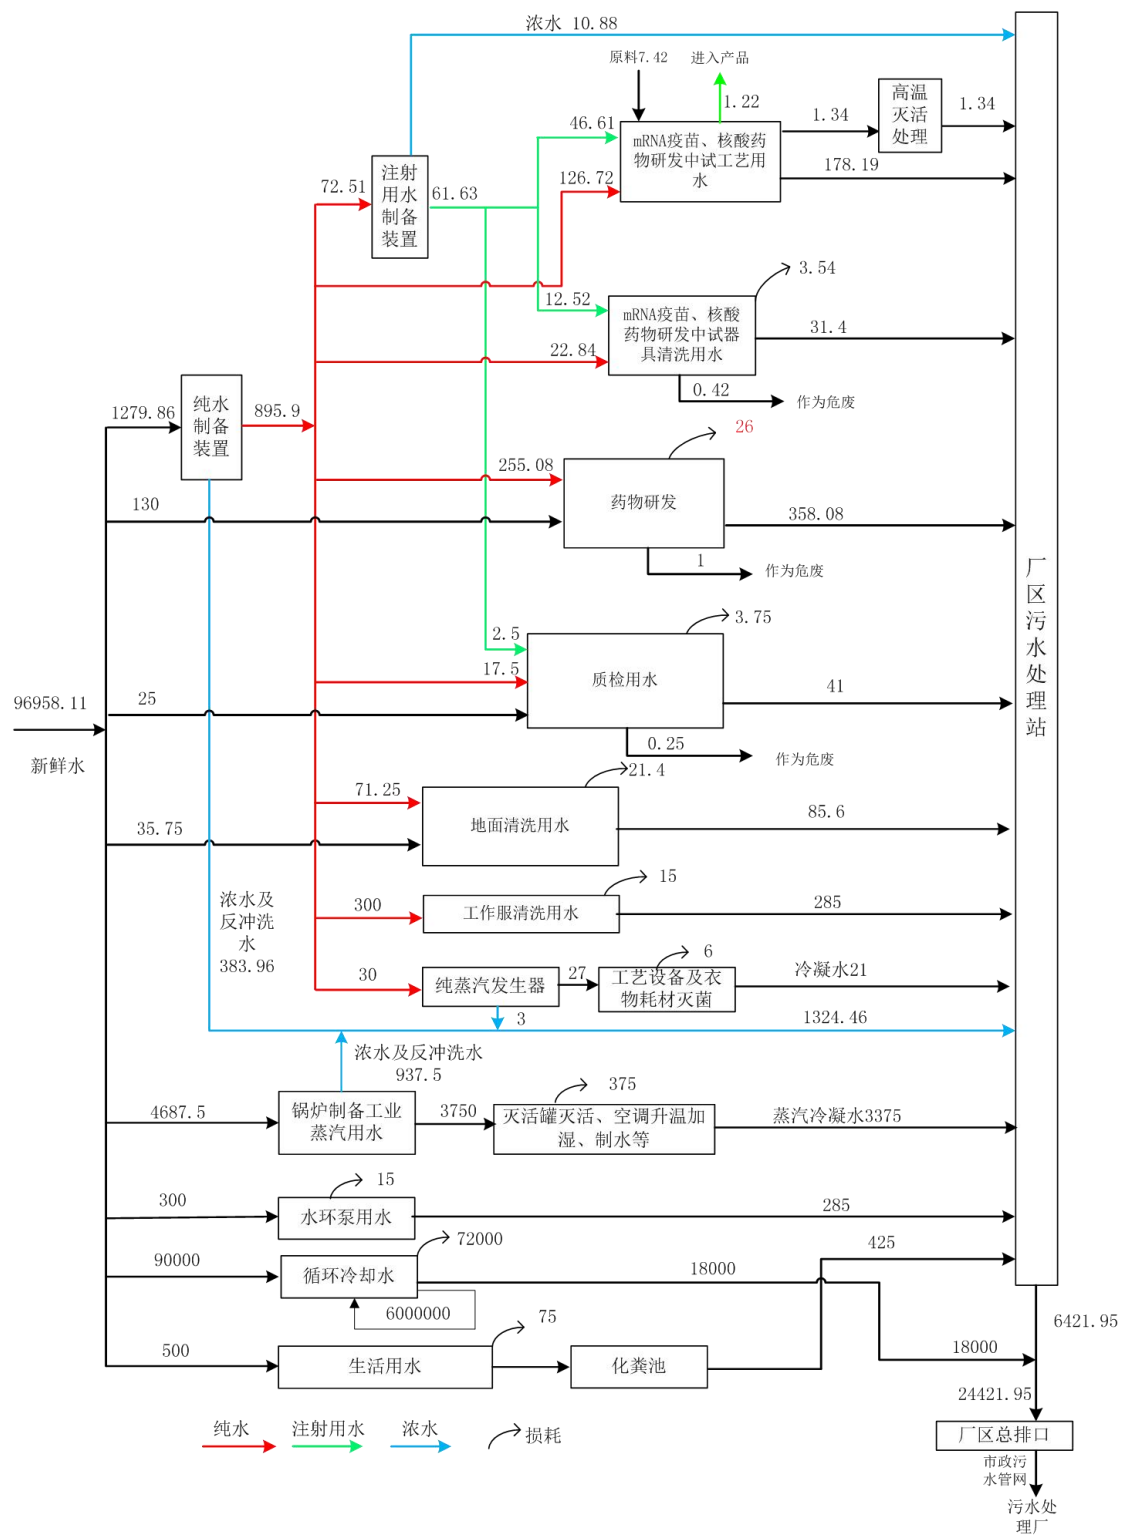 浓水 10.88
原料7.42
进入产品
1.22
46.61
mRNA疫苗、核酸药
物研发中试工艺用
水
1.34
高温
灭活
处理
1.34
126.72
178.19
72.51
注射
用水
制备
装置
61.63
3.54
12.52
mRNA疫苗、核酸
药物研发中试器
具清洗用水
31.4
22.84
0.42
作为危废
1279.86
纯水
制备
装置
895.9
26
255.08
药物研发
130
358.08
1
作为危废
厂区污水处理站
3.75
2.5
17.5
质检用水
41
25
96958.11
新鲜水
0.25
作为危废
21.4
71.25
地面清洗用水
85.6
35.75
15
浓水及
反冲洗
水
383.96
300
工作服清洗用水
285
6
30
纯蒸汽发生器
27
工艺设备及衣
物耗材灭菌
冷凝水21
3
1324.46
浓水及反冲洗水
937.5
375
4687.5
锅炉制备工业
蒸汽用水
3750
灭活罐灭活、空调升温加
湿、制水等
蒸汽冷凝水3375
15
300
水环泵用水
285
72000
90000
循环冷却水
18000
425
6000000
75
6421.95
500
生活用水
化粪池
18000
24421.95
纯水
注射用水
浓水
损耗
厂区总排口
市政污
水管网
污水处
理厂